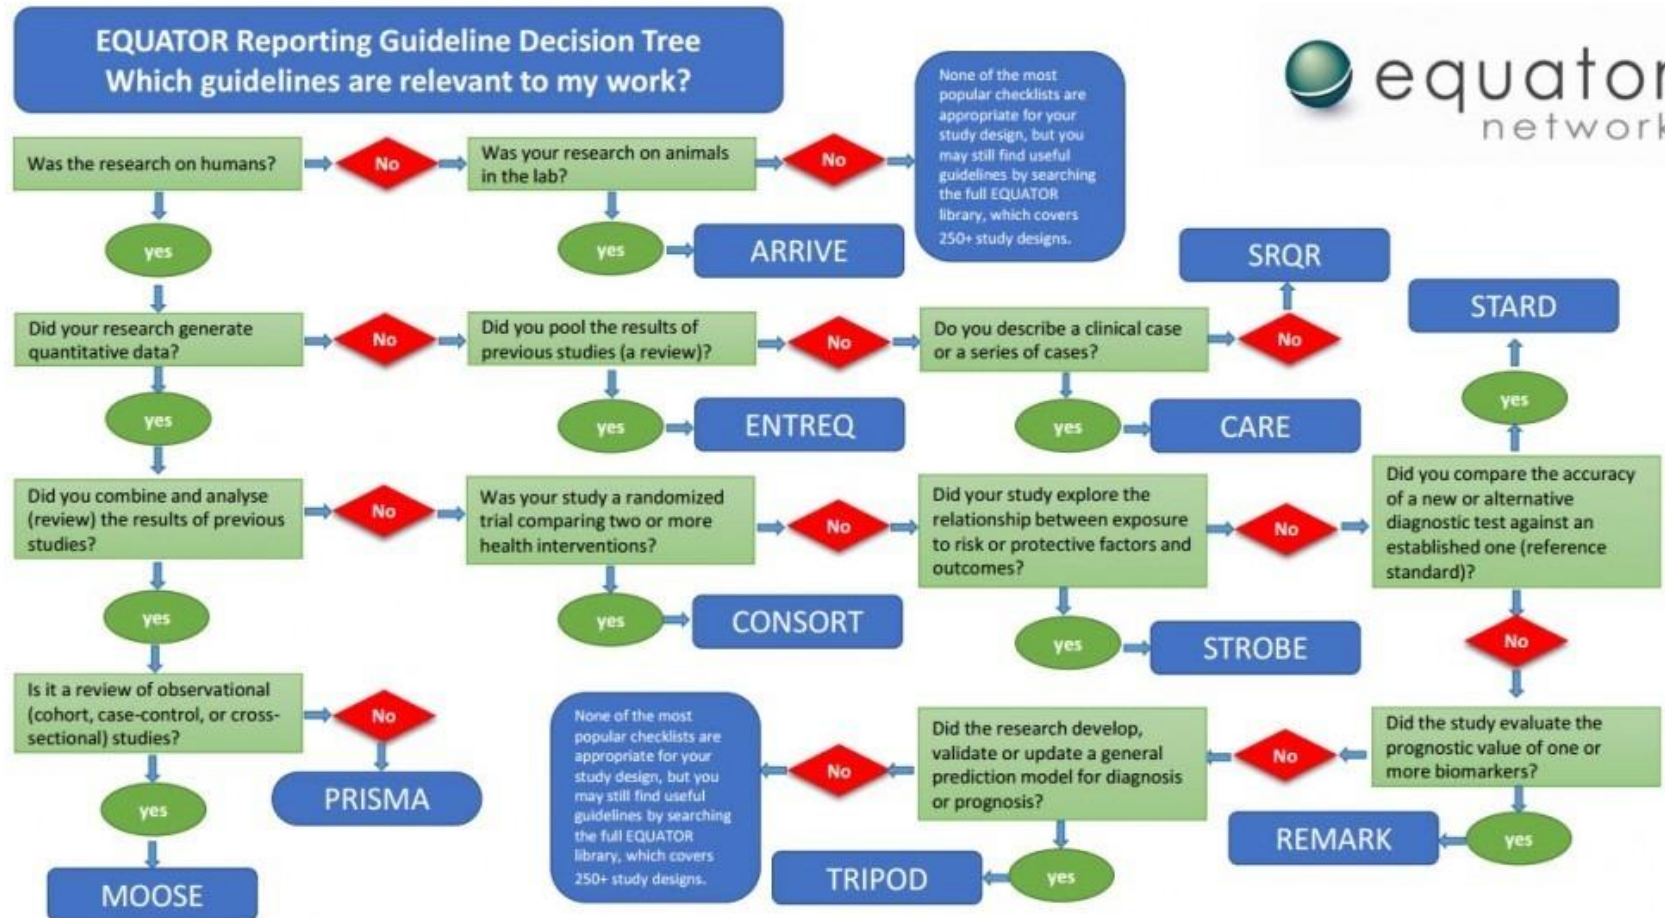 EQUATOR Reporting Guideline Decision Tree
Which guidelines are relevant to my work?
equator
network
None of the most
popular checklists are
appropriate for your
study design, but you
may still find useful
guidelines by searching
the full EQUATOR
library, which covers
250+ study designs.
Was the research on humans?
No
Was your research on animals
in the lab?
No
yes
yes
ARRIVE
SRQR
STARD
Did your research generate
quantitative data?
No
Did you pool the results of
previous studies (a review)?
No
Do you describe a clinical case
or a series of cases?
No
yes
yes
ENTREQ
yes
CARE
yes
Did you combine and analyse
(review) the results of previous
studies?
No
Was your study a randomized
trial comparing two or more
health interventions?
No
Did your study explore the
relationship between exposure
to risk or protective factors and
outcomes?
No
Did you compare the accuracy
of a new or alternative
diagnostic test against an
established one (reference
standard)?
yes
yes
CONSORT
yes
STROBE
No
Is it a review of observational
(cohort, case-control, or cross-
sectional) studies?
No
PRISMA
None of the most
popular checklists are
appropriate for your
study design, but you
may still find useful
guidelines by searching
the full EQUATOR
library, which covers
250+ study designs.
No
Did the research develop,
validate or update a general
prediction model for diagnosis
or prognosis?
No
Did the study evaluate the
prognostic value of one or
more biomarkers?
yes
MOOSE
TRIPOD
yes
REMARK
yes